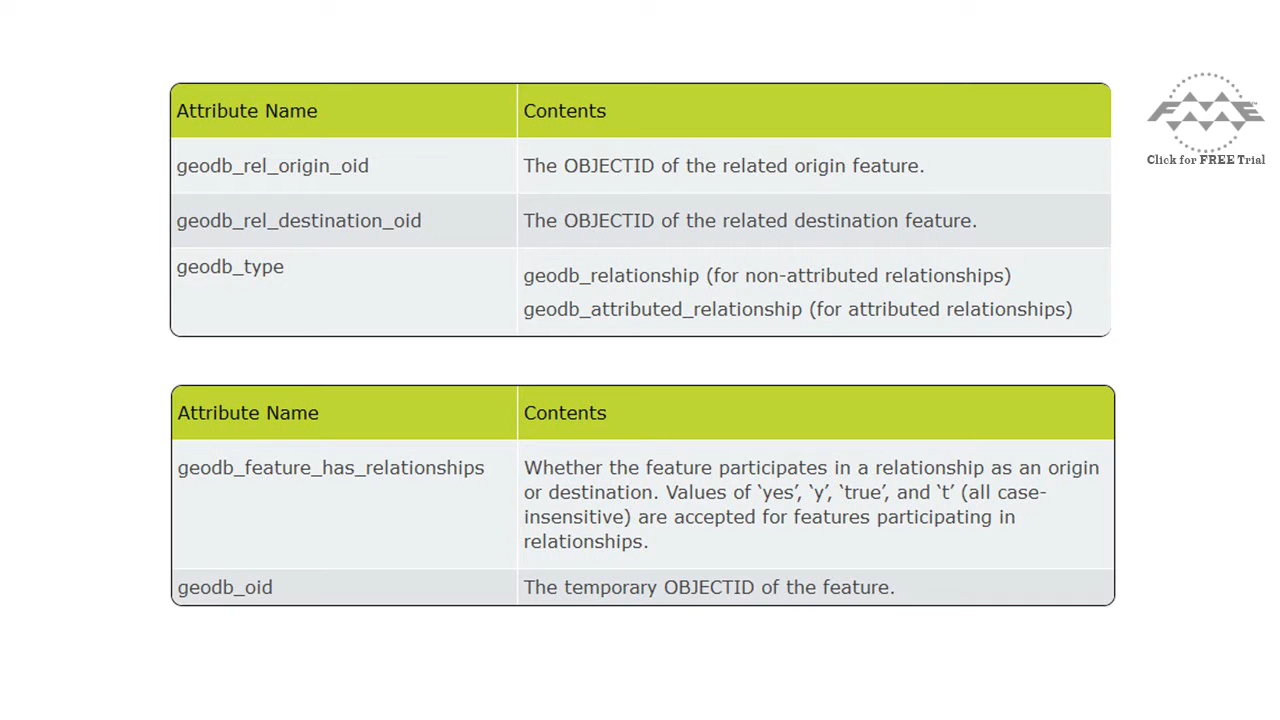 Attribute Name Contents
geodb_rel_origin_oid The OBJECTID of the related origin feature.
geodb_rel_destination_oid The OBJECTID of the related destination feature.
geodb_type geodb_relationship (for non-attributed relationships)
geodb_attributed_relationship (for attributed relationships)
FME
Click for FREE Trial
Attribute Name Contents
geodb_feature_has_relationships Whether the feature participates in a relationship as an origin
or destination. Values of ‘yes’, ‘y’, ‘true’, and ‘t’ (all case-
insensitive) are accepted for features participating in
relationships.
geodb_oid The temporary OBJECTID of the feature.